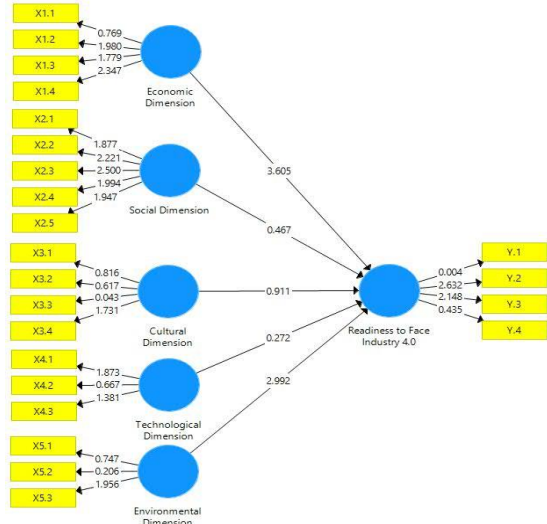 X1.1
0.769
X1.2
1.980
X1.3
1.779
X1.4
2.347
Economic
Dimension
X2.1
1.877
X2.2
2.221
X2.3
2.500
X2.4
1.994
X2.5
1.947
Social Dimension
3.605
0.467
X3.1
0.816
X3.2
0.617
X3.3
0.043
X3.4
1.731
Cultural
Dimension
0.911
Y.1
0.004
Y.2
2.632
Y.3
2.148
Y.4
0.435
Readiness to Face
Industry 4.0
X4.1
1.873
X4.2
0.667
X4.3
1.381
Technological
Dimension
0.272
2.992
X5.1
0.747
X5.2
0.206
X5.3
1.956
Environmental
Dimension